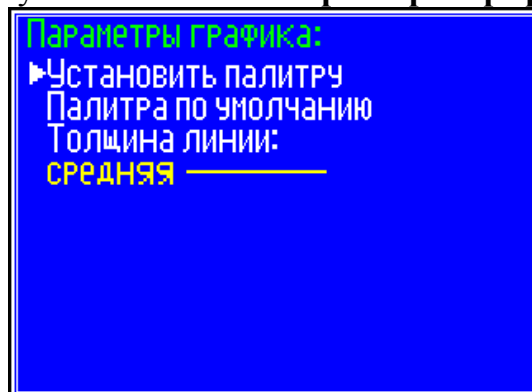 Параметры графика:
Установить палитру
Палитра по умолчанию
Толщина линии:
средняя